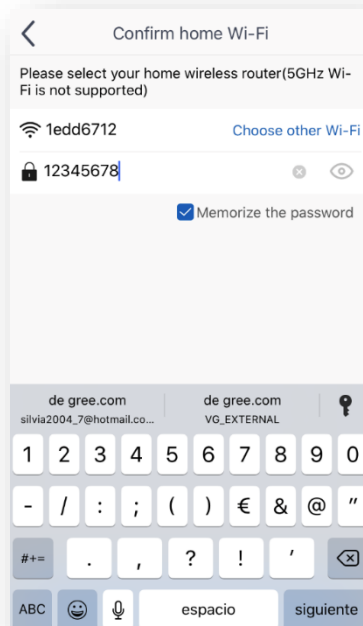 Confirm home Wi-Fi
Please select your home wireless router(5GHz Wi-
Fi is not supported)
1edd6712 Choose other Wi-Fi
12345678
Memorize the password
de gree.com de gree.com
silvia2004_7@hotmail.co... VG_EXTERNAL
1 2 3 4 5 6 7 8 9 0
- / : ; ( ) € & @ "
#+= . , ? ! '
ABC espacio siguiente